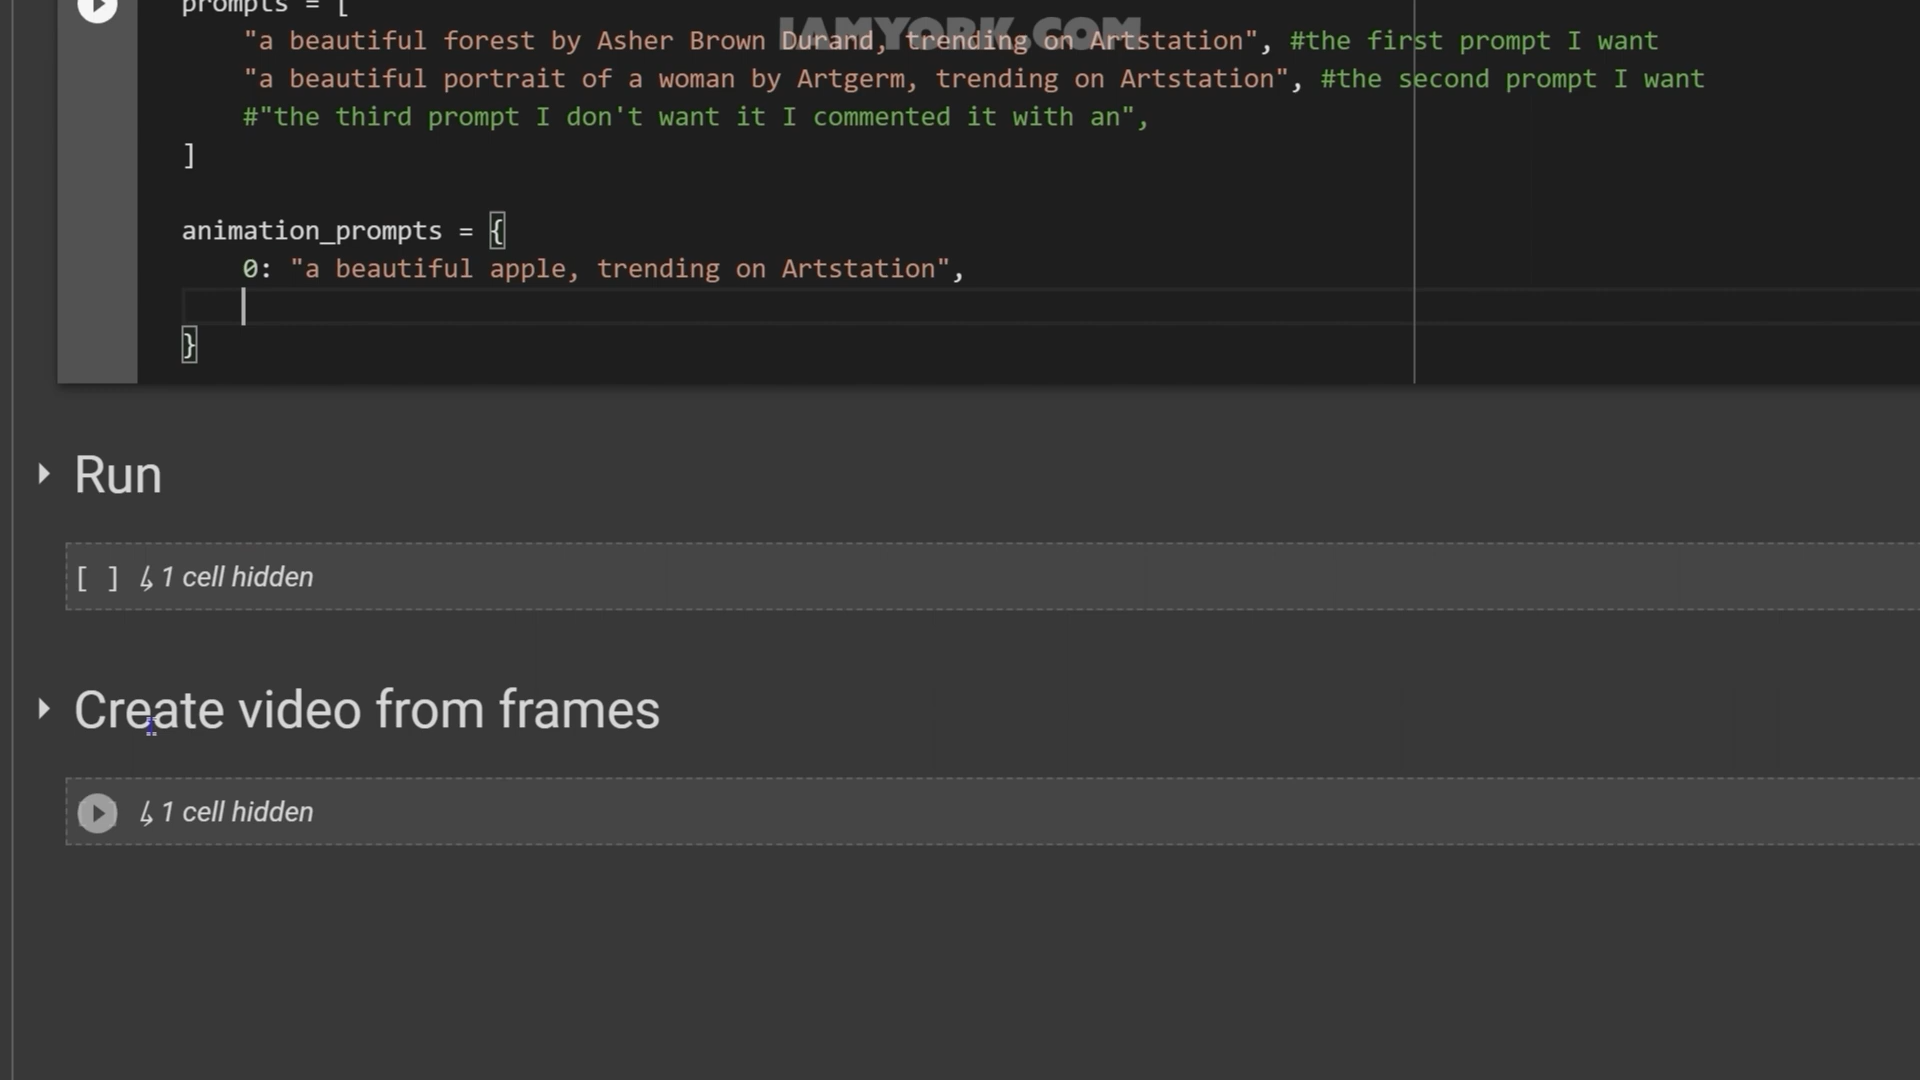 prompts = [
IAMYORK.COM
"a beautiful forest by Asher Brown Durand, trending on Artstation", #the first prompt I want
"a beautiful portrait of a woman by Artgerm, trending on Artstation", #the second prompt I want
#"the third prompt I don't want it I commented it with an",
]
animation_prompts = {
0: "a beautiful apple, trending on Artstation",
}
Run
[ ] ↳ 1 cell hidden
Create video from frames
↳ 1 cell hidden